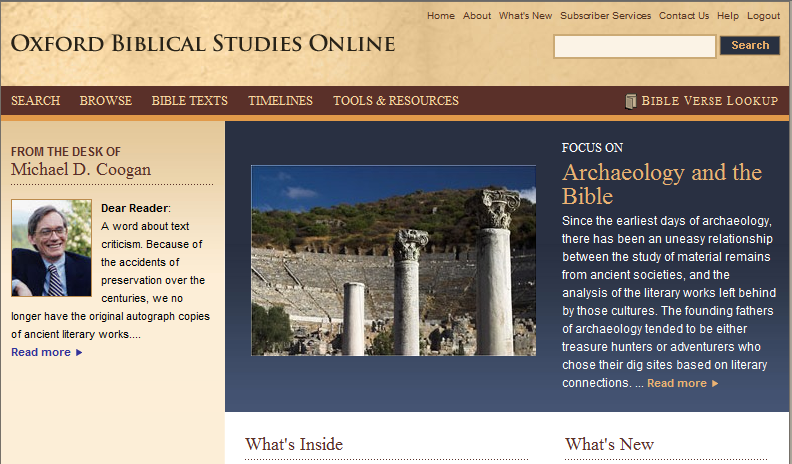 Home About What's New Subscriber Services Contact Us Help Logout
OXFORD BIBLICAL STUDIES ONLINE
Search
SEARCH BROWSE BIBLE TEXTS TIMELINES TOOLS & RESOURCES
BIBLE VERSE LOOKUP
FROM THE DESK OF
Michael D. Coogan
Dear Reader:
A word about text
criticism. Because of
the accidents of
preservation over the
centuries, we no
longer have the original autograph copies
of ancient literary works....
Read more
FOCUS ON
Archaeology and the
Bible
Since the earliest days of archaeology,
there has been an uneasy relationship
between the study of material remains
from ancient societies, and the
analysis of the literary works left behind
by those cultures. The founding fathers
of archaeology tended to be either
treasure hunters or adventurers who
chose their dig sites based on literary
connections. ... Read more
What's Inside
What's New